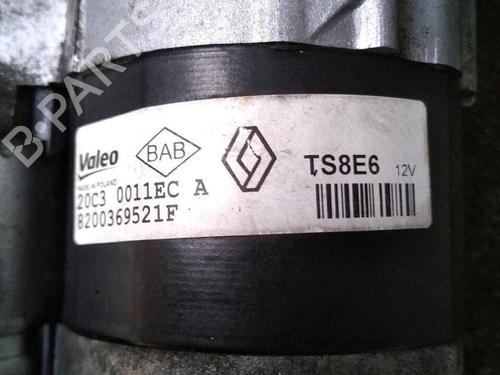 B-PARTS
Valeo
BAB
MADE IN POLAND
20C3 0011EC A
8200369521F
TS8E6 12V